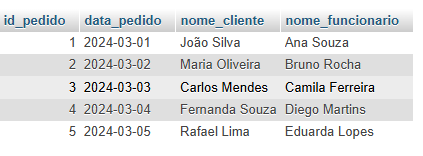 id_pedido data_pedido nome_cliente nome_funcionario
1 2024-03-01 João Silva Ana Souza
2 2024-03-02 Maria Oliveira Bruno Rocha
3 2024-03-03 Carlos Mendes Camila Ferreira
4 2024-03-04 Fernanda Souza Diego Martins
5 2024-03-05 Rafael Lima Eduarda Lopes